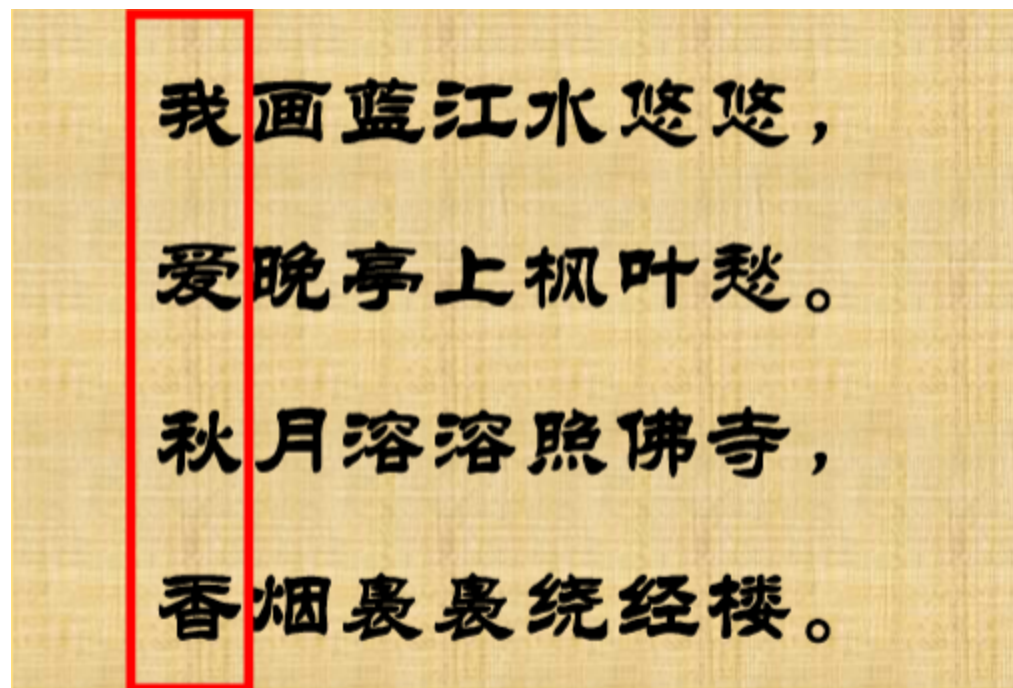 我画蓝江水悠悠，
爱晚亭上枫叶愁。
秋月溶溶照佛寺，
香烟袅袅绕经楼。